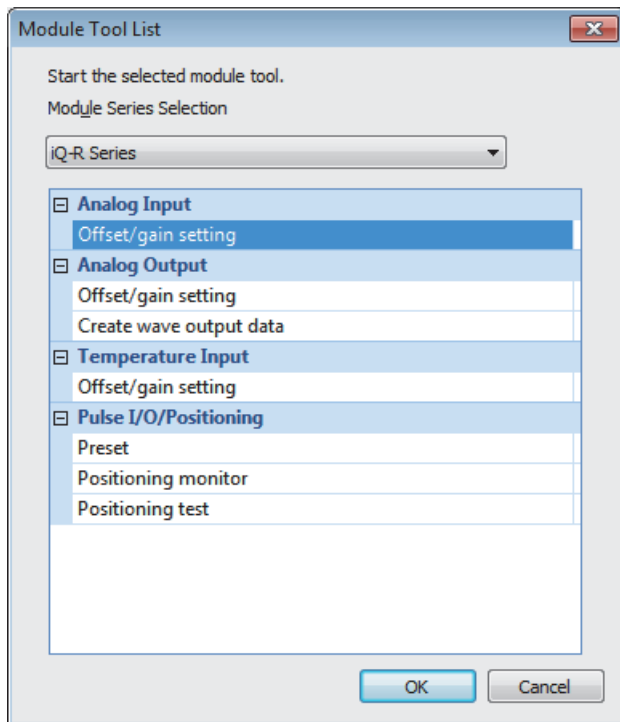 Module Tool List
Start the selected module tool.
Module Series Selection
iQ-R Series
Analog Input
Offset/gain setting
Analog Output
Offset/gain setting
Create wave output data
Temperature Input
Offset/gain setting
Pulse I/O/Positioning
Preset
Positioning monitor
Positioning test
OK Cancel